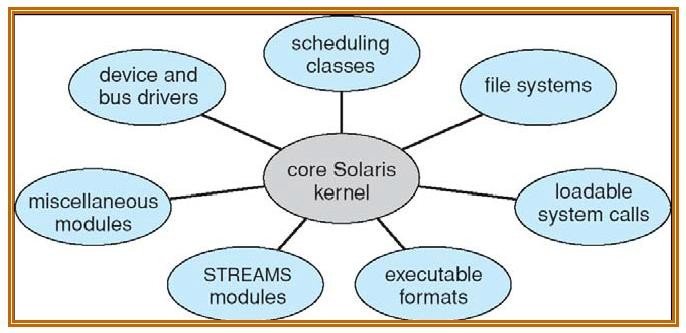 scheduling
classes
device and
bus drivers
file systems
core Solaris
kernel
miscellaneous
modules
loadable
system calls
STREAMS
modules
executable
formats